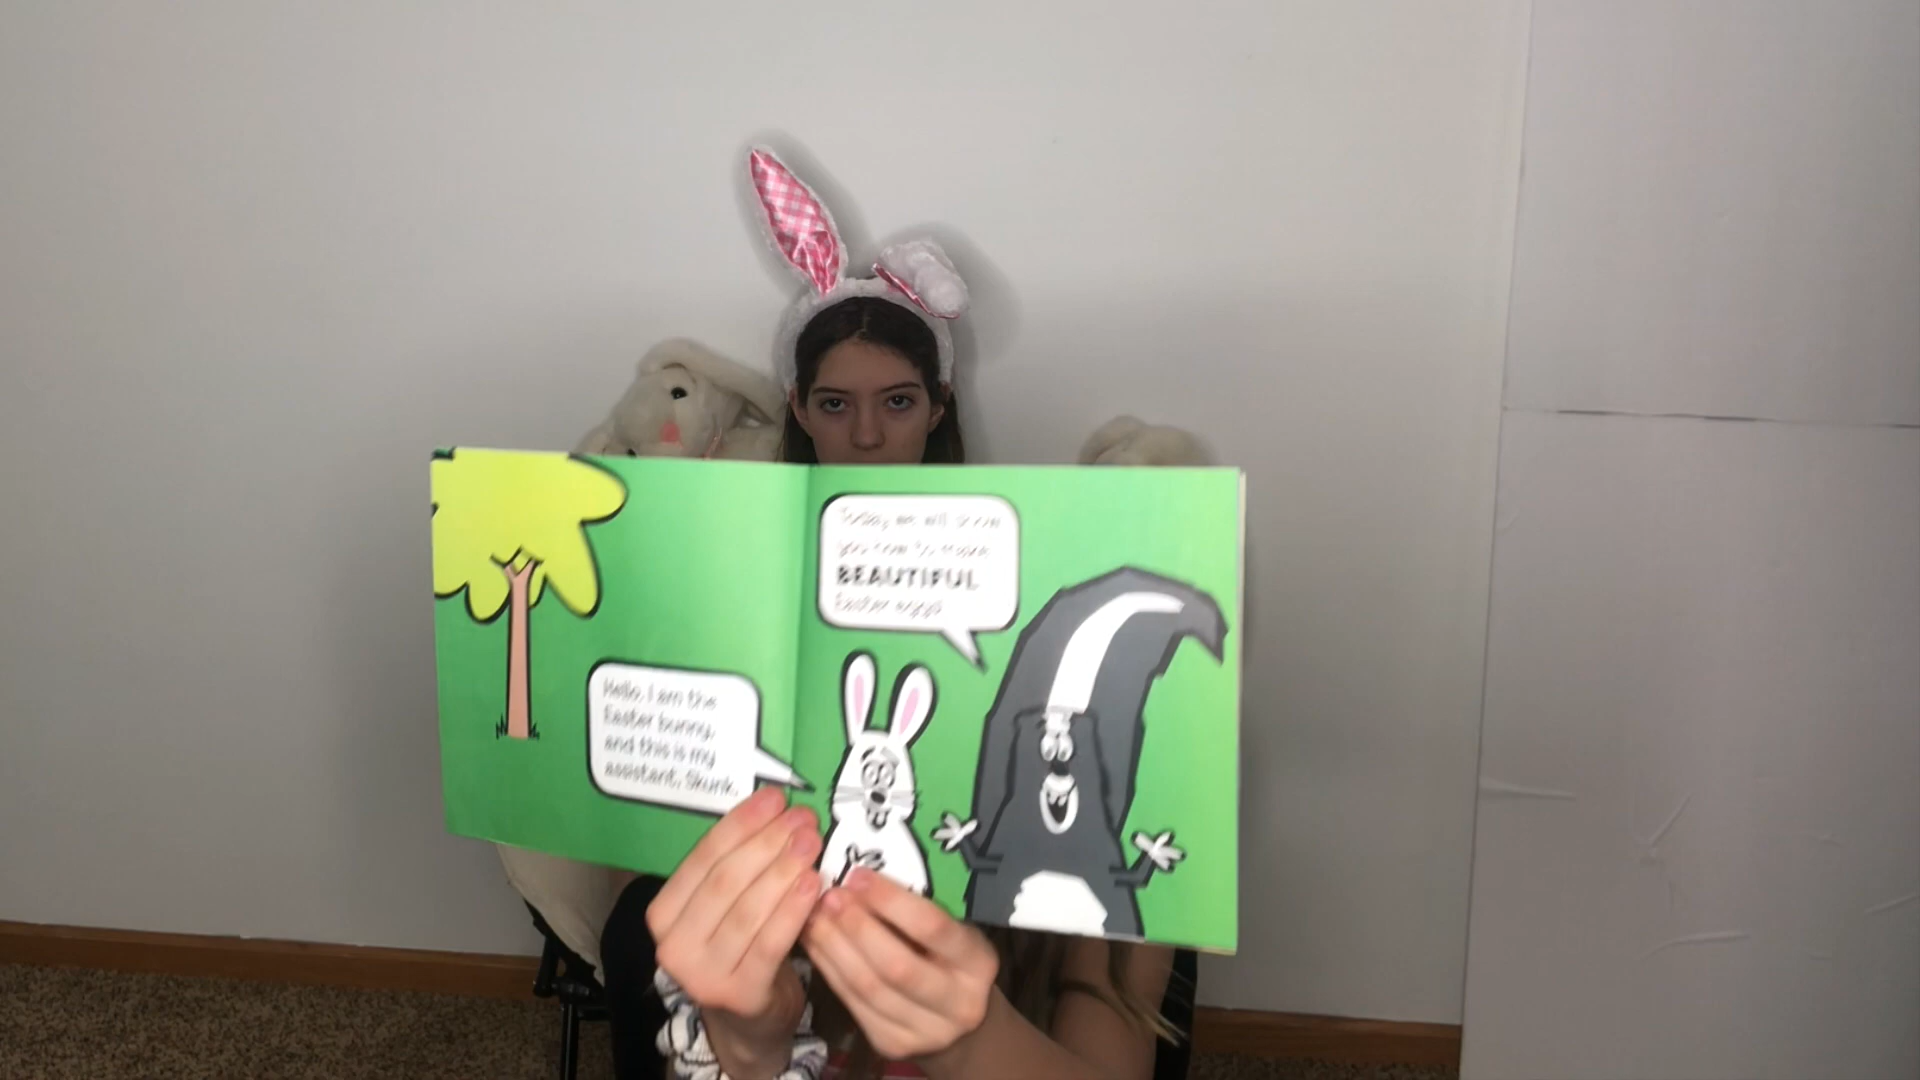 Hello. I am the
Easter bunny,
and this is my
assistant, Skunk.
Today we will show
you how to make
BEAUTIFUL
Easter eggs!